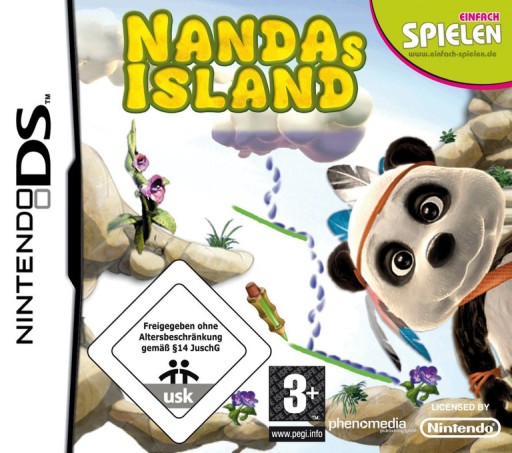 NINTENDO DS™
NANDAs
ISLAND
EINFACH
SPIELEN
www.einfach-spielen.de
Freigegeben ohne
Altersbeschränkung
gemäß §14 JuschG
usk
3+
™
www.pegi.info
phenomedia
LICENSED BY
Nintendo